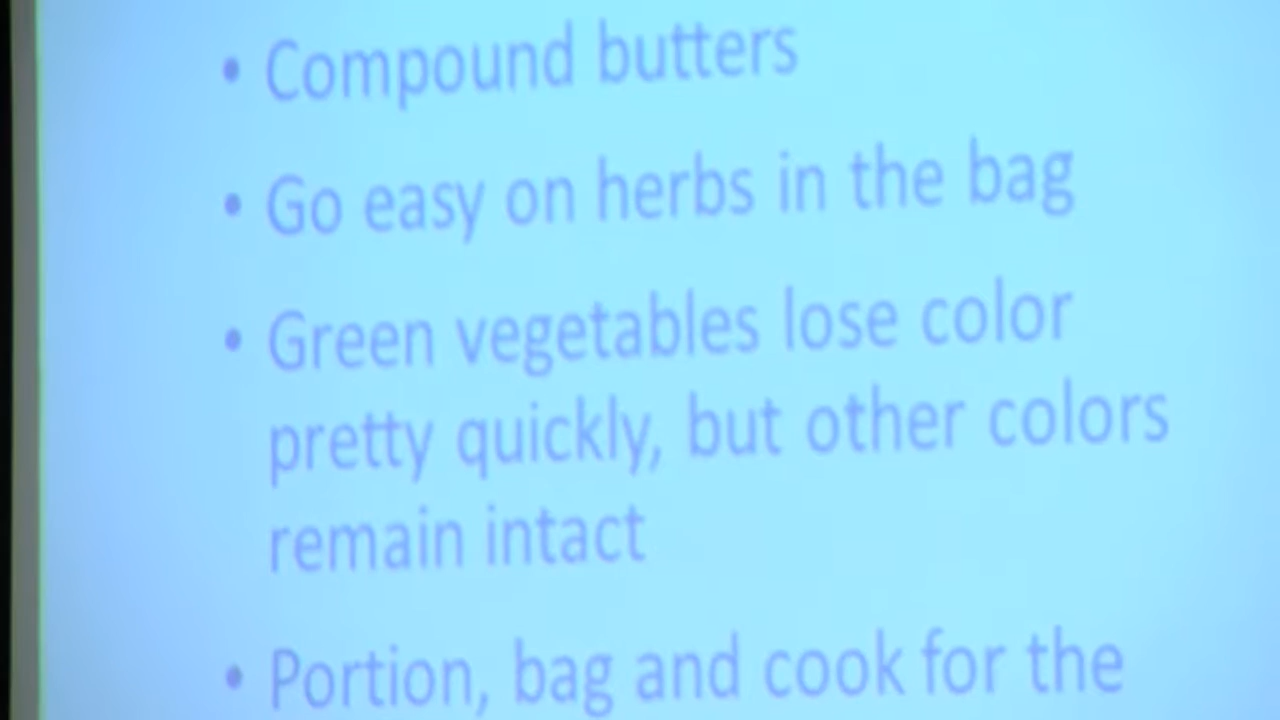 • Compound butters
• Go easy on herbs in the bag
• Green vegetables lose color
pretty quickly, but other colors
remain intact
• Portion, bag and cook for the